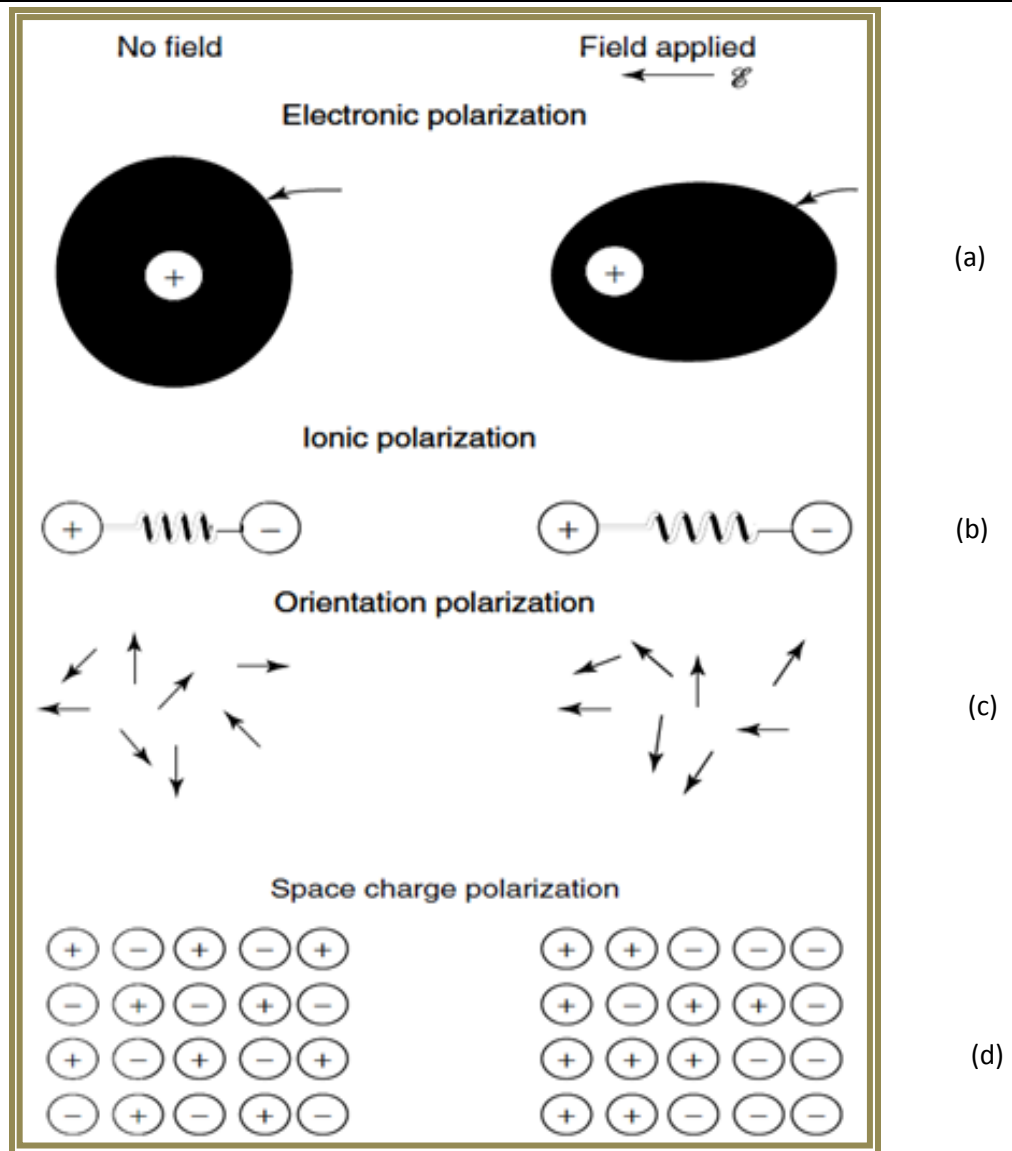 No field Field applied
ℰ
Electronic polarization
+ +
(a)
Ionic polarization
+ − + −
(b)
Orientation polarization
(c)
Space charge polarization
+ − + − + + + − − −
− + − + − + − + + −
+ − + − + + + + − −
(d)
− + − + − + + − − −